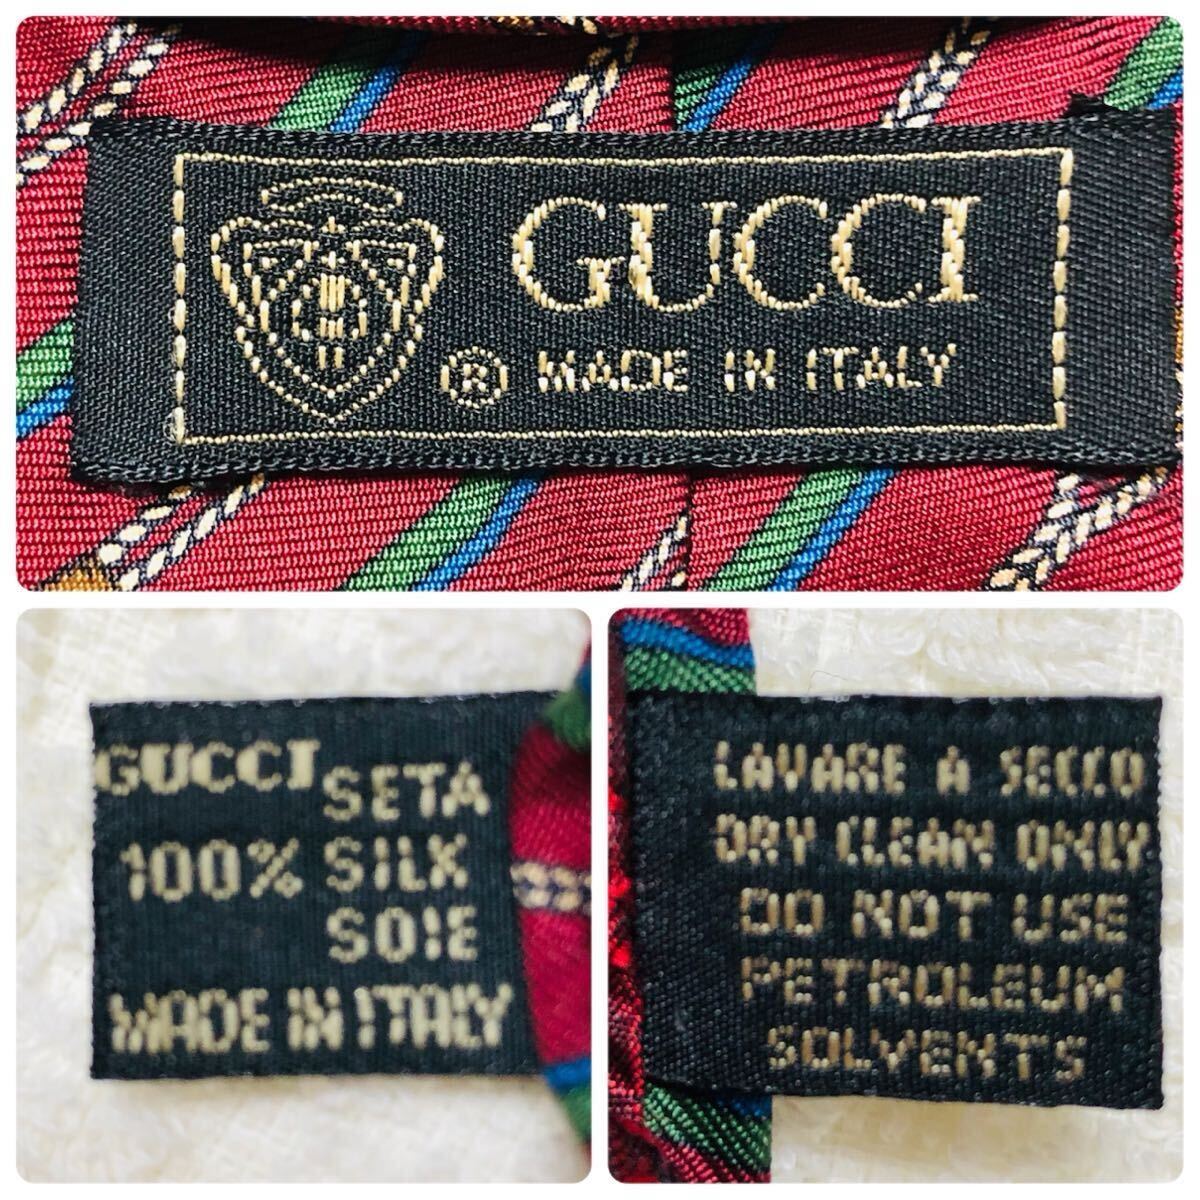 GUCCI
® MADE IN ITALY
GUCCI SETA
100% SILK
SOIE
MADE IN ITALY
LAVARE A SECCO
DRY CLEAN ONLY
DO NOT USE
PETROLEUM
SOLVENTS